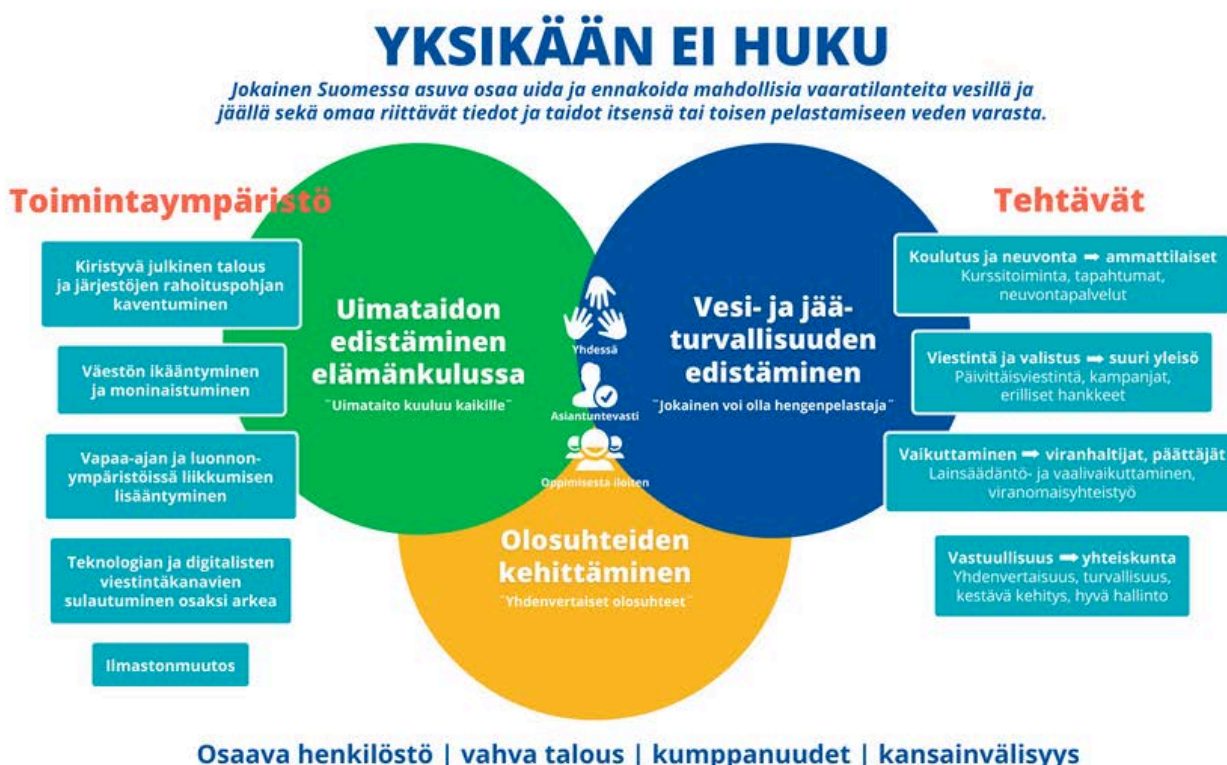 YKSIKÄÄN EI HUKU
Jokainen Suomessa asuva osaa uida ja ennakoida mahdollisia vaaratilanteita vesillä ja
jäällä sekä omaa riittävät tiedot ja taidot itsensä tai toisen pelastamiseen veden varasta.
Toimintaympäristö
Kiristyvä julkinen talous
ja järjestöjen rahoituspohjan
kaventuminen
Väestön ikääntyminen
ja moninaistuminen
Vapaa-ajan ja luonnon-
ympäristöissä liikkumisen
lisääntyminen
Teknologian ja digitalisten
viestintäkanavien
sulautuminen osaksi arkea
Ilmastonmuutos
Uimataidon
edistäminen
elämänkulussa
¨Uimataito kuuluu kaikille¨
Yhdessä
Asiantuntevasti
Oppimisesta iloiten
Vesi- ja jää-
turvallisuuden
edistäminen
¨Jokainen voi olla hengenpelastaja¨
Olosuhteiden
kehittäminen
¨Yhdenvertaiset olosuhteet¨
Tehtävät
Koulutus ja neuvonta ➡ ammattilaiset
Kurssitoiminta, tapahtumat,
neuvontapalvelut
Viestintä ja valistus ➡ suuri yleisö
Päivittäisviestintä, kampanjat,
erilliset hankkeet
Vaikuttaminen ➡ viranhaltijat, päättäjät
Lainsäädäntö- ja vaalivaikuttaminen,
viranomaisyhteistyö
Vastuullisuus ➡ yhteiskunta
Yhdenvertaisuus, turvallisuus,
kestävä kehitys, hyvä hallinto
Osaava henkilöstö | vahva talous | kumppanuudet | kansainvälisyys